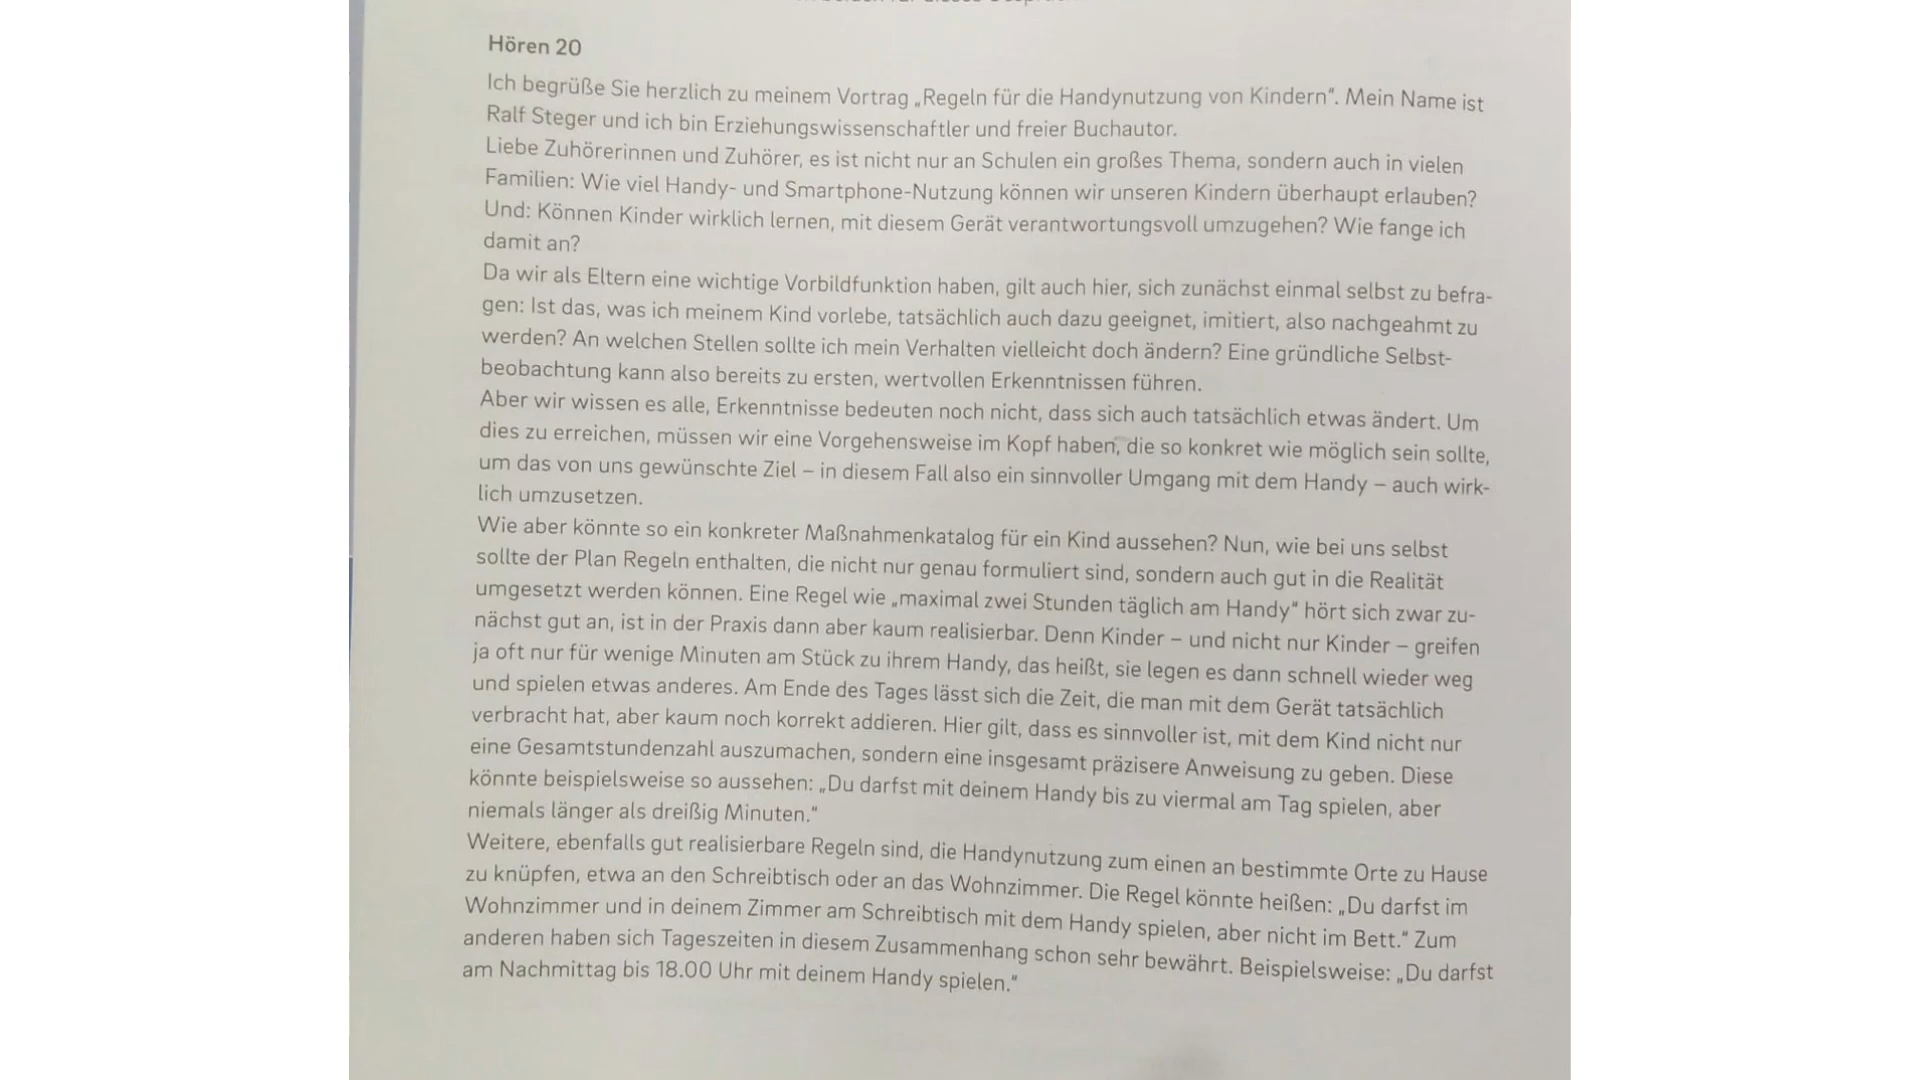 Hören 20
Ich begrüße Sie herzlich zu meinem Vortrag „Regeln für die Handynutzung von Kindern“. Mein Name ist
Ralf Steger und ich bin Erziehungswissenschaftler und freier Buchautor.
Liebe Zuhörerinnen und Zuhörer, es ist nicht nur an Schulen ein großes Thema, sondern auch in vielen
Familien: Wie viel Handy- und Smartphone-Nutzung können wir unseren Kindern überhaupt erlauben?
Und: Können Kinder wirklich lernen, mit diesem Gerät verantwortungsvoll umzugehen? Wie fange ich
damit an?
Da wir als Eltern eine wichtige Vorbildfunktion haben, gilt auch hier, sich zunächst einmal selbst zu befra-
gen: Ist das, was ich meinem Kind vorlebe, tatsächlich auch dazu geeignet, imitiert, also nachgeahmt zu
werden? An welchen Stellen sollte ich mein Verhalten vielleicht doch ändern? Eine gründliche Selbst-
beobachtung kann also bereits zu ersten, wertvollen Erkenntnissen führen.
Aber wir wissen es alle, Erkenntnisse bedeuten noch nicht, dass sich auch tatsächlich etwas ändert. Um
dies zu erreichen, müssen wir eine Vorgehensweise im Kopf haben, die so konkret wie möglich sein sollte,
um das von uns gewünschte Ziel – in diesem Fall also ein sinnvoller Umgang mit dem Handy – auch wirk-
lich umzusetzen.
Wie aber könnte so ein konkreter Maßnahmenkatalog für ein Kind aussehen? Nun, wie bei uns selbst
sollte der Plan Regeln enthalten, die nicht nur genau formuliert sind, sondern auch gut in die Realität
umgesetzt werden können. Eine Regel wie „maximal zwei Stunden täglich am Handy“ hört sich zwar zu-
nächst gut an, ist in der Praxis dann aber kaum realisierbar. Denn Kinder – und nicht nur Kinder – greifen
ja oft nur für wenige Minuten am Stück zu ihrem Handy, das heißt, sie legen es dann schnell wieder weg
und spielen etwas anderes. Am Ende des Tages lässt sich die Zeit, die man mit dem Gerät tatsächlich
verbracht hat, aber kaum noch korrekt addieren. Hier gilt, dass es sinnvoller ist, mit dem Kind nicht nur
eine Gesamtstundenzahl auszumachen, sondern eine insgesamt präzisere Anweisung zu geben. Diese
könnte beispielsweise so aussehen: „Du darfst mit deinem Handy bis zu viermal am Tag spielen, aber
niemals länger als dreißig Minuten.“
Weitere, ebenfalls gut realisierbare Regeln sind, die Handynutzung zum einen an bestimmte Orte zu Hause
zu knüpfen, etwa an den Schreibtisch oder an das Wohnzimmer. Die Regel könnte heißen: „Du darfst im
Wohnzimmer und in deinem Zimmer am Schreibtisch mit dem Handy spielen, aber nicht im Bett.“ Zum
anderen haben sich Tageszeiten in diesem Zusammenhang schon sehr bewährt. Beispielsweise: „Du darfst
am Nachmittag bis 18.00 Uhr mit deinem Handy spielen.“